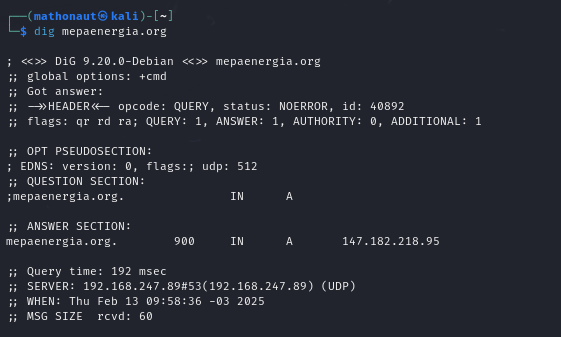 ┌──(mathonaut㉿kali)-[~]
└─$ dig mepaenergia.org

; <<>> DiG 9.20.0-Debian <<>> mepaenergia.org
;; global options: +cmd
;; Got answer:
;; ->>HEADER<<- opcode: QUERY, status: NOERROR, id: 40892
;; flags: qr rd ra; QUERY: 1, ANSWER: 1, AUTHORITY: 0, ADDITIONAL: 1

;; OPT PSEUDOSECTION:
; EDNS: version: 0, flags:; udp: 512
;; QUESTION SECTION:
;mepaenergia.org. IN A

;; ANSWER SECTION:
mepaenergia.org. 900 IN A 147.182.218.95

;; Query time: 192 msec
;; SERVER: 192.168.247.89#53(192.168.247.89) (UDP)
;; WHEN: Thu Feb 13 09:58:36 -03 2025
;; MSG SIZE rcvd: 60